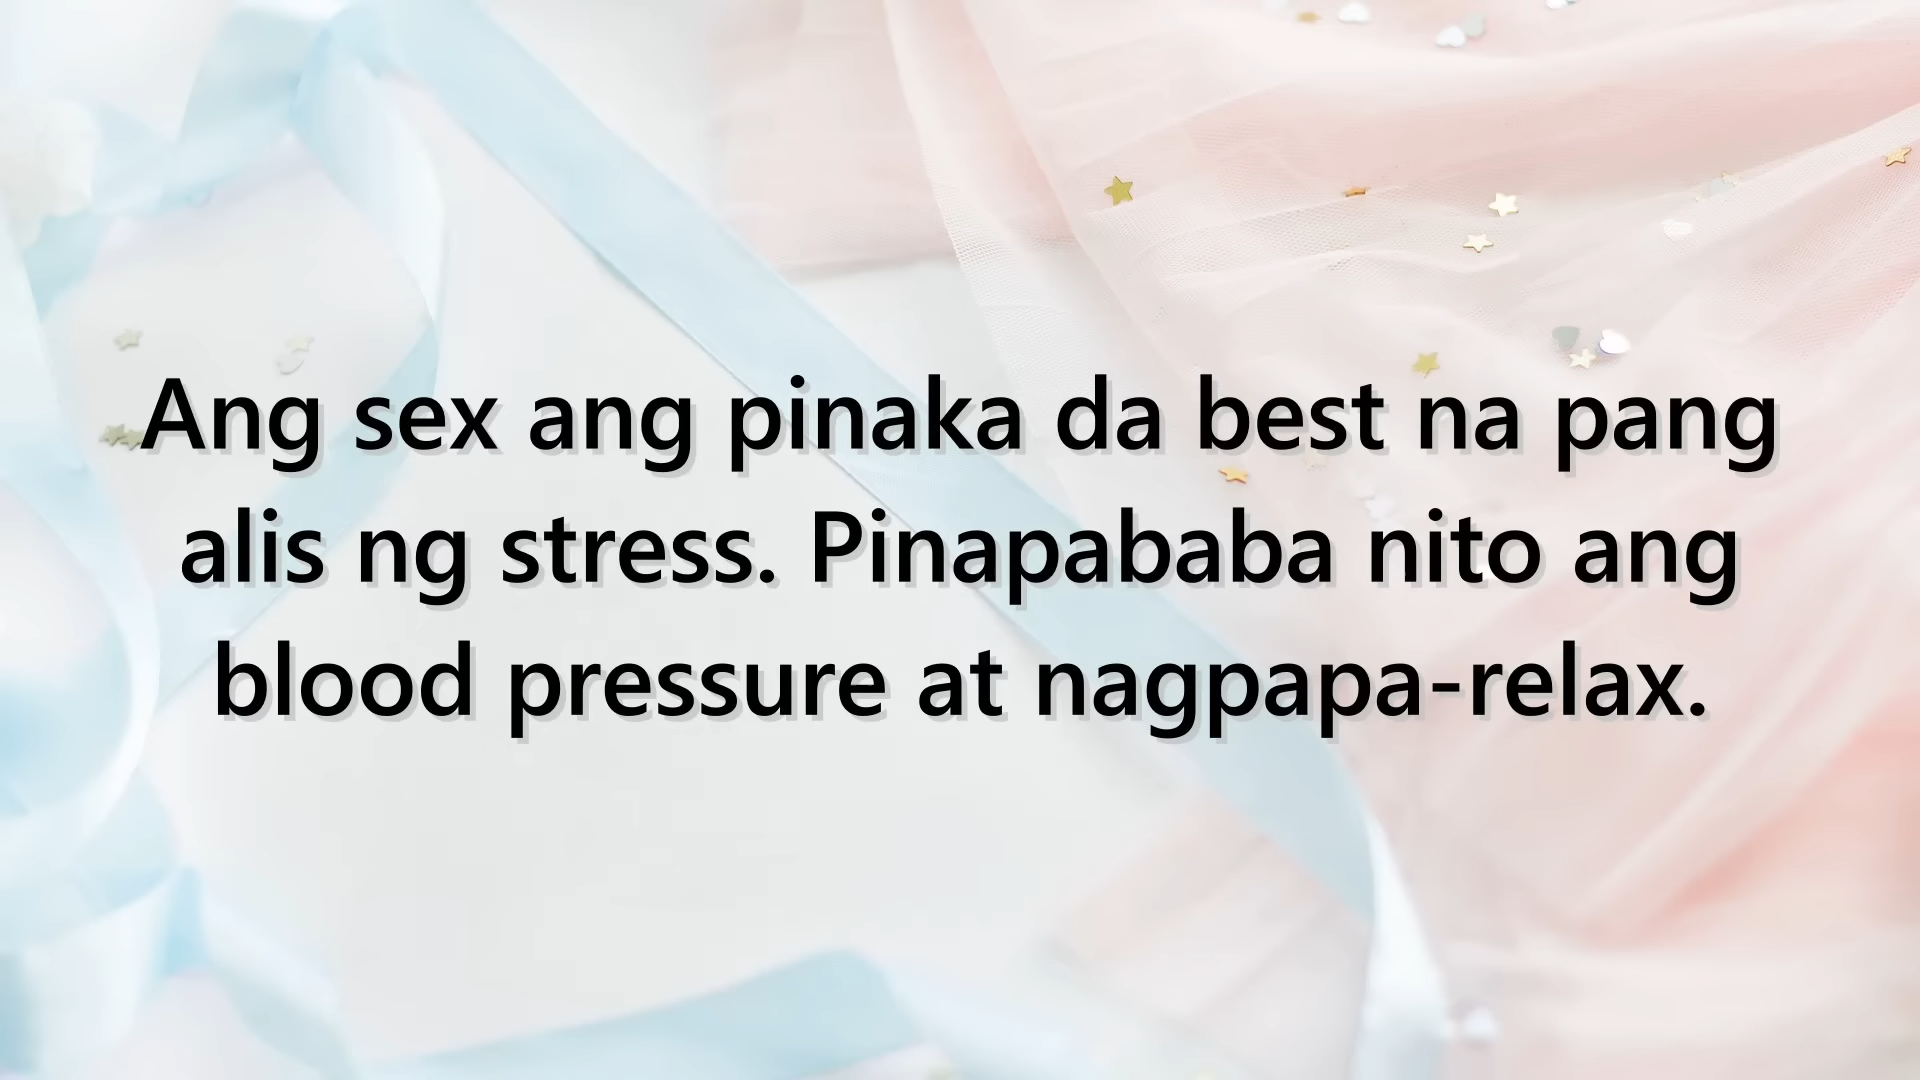 Ang sex ang pinaka da best na pang
alis ng stress. Pinapababa nito ang
blood pressure at nagpapa-relax.